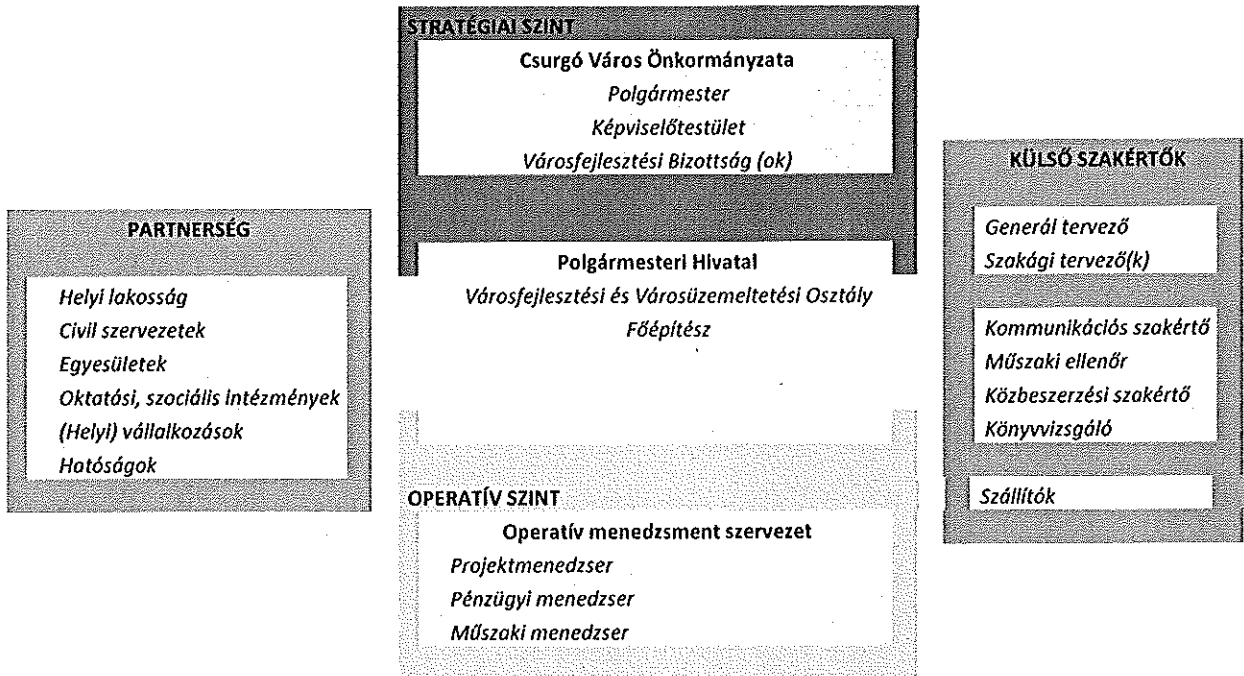 STRATÉGIAI SZINT
Csurgó Város Önkormányzata
Polgármester
Képviselőtestület
Városfejlesztési Bizottság (ok)
Polgármesteri Hivatal
Városfejlesztési és Városüzemeltetési Osztály
Főépítész
OPERATÍV SZINT
Operatív menedzsment szervezet
Projektmenedzser
Pénzügyi menedzser
Műszaki menedzser
PARTNERSÉG
Helyi lakosság
Civil szervezetek
Egyesületek
Oktatási, szociális intézmények
(Helyi) vállalkozások
Hatóságok
KÜLSŐ SZAKÉRTŐK
Generál tervező
Szakági tervező(k)
Kommunikációs szakértő
Műszaki ellenőr
Közbeszerzési szakértő
Könyvvizsgáló
Szállítók